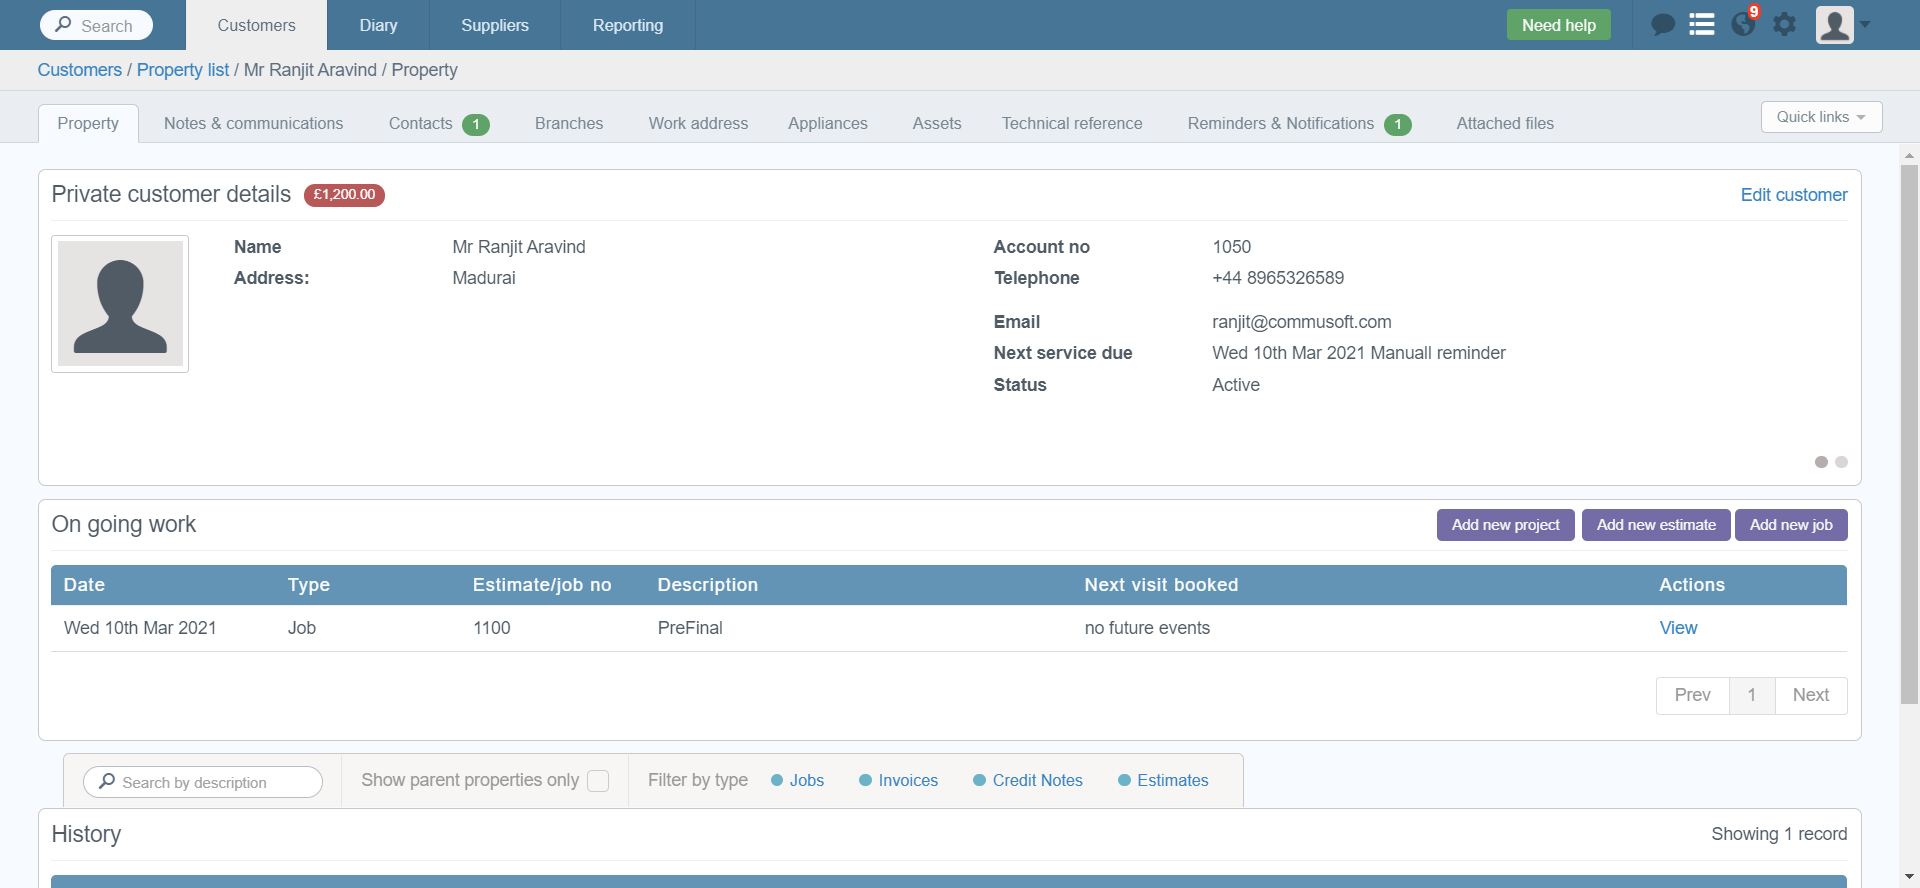 Search Customers Diary Suppliers Reporting Need help 9
Customers / Property list / Mr Ranjit Aravind / Property
Property Notes & communications Contacts 1 Branches Work address Appliances Assets Technical reference Reminders & Notifications 1 Attached files Quick links
Private customer details £1,200.00 Edit customer
Name Mr Ranjit Aravind Account no 1050
Address: Madurai Telephone +44 8965326589
Email ranjit@commusoft.com
Next service due Wed 10th Mar 2021 Manuall reminder
Status Active
On going work Add new project Add new estimate Add new job
Date Type Estimate/job no Description Next visit booked Actions
Wed 10th Mar 2021 Job 1100 PreFinal no future events View
Prev 1 Next
Search by description Show parent properties only Filter by type Jobs Invoices Credit Notes Estimates
History Showing 1 record